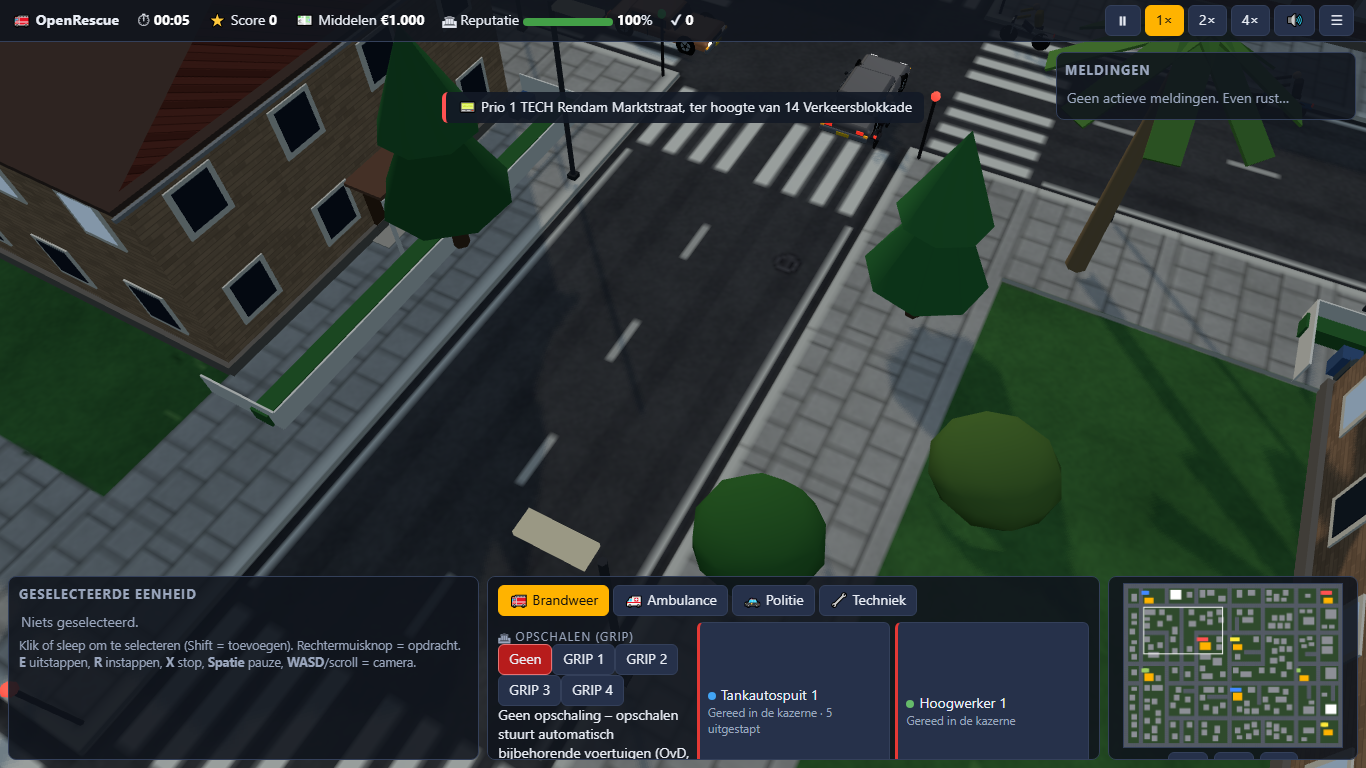 OpenRescue 00:05 Score 0 Middelen €1.000 Reputatie 100% ✓ 0 1× 2× 4×
MELDINGEN
Geen actieve meldingen. Even rust...
Prio 1 TECH Rendam Marktstraat, ter hoogte van 14 Verkeersblokkade
GESELECTEERDE EENHEID
Niets geselecteerd.
Klik of sleep om te selecteren (Shift = toevoegen). Rechtermuisknop = opdracht.
E uitstappen, R instappen, X stop, Spatie pauze, WASD/scroll = camera.
Brandweer Ambulance Politie Techniek
OPSCHALEN (GRIP)
Geen GRIP 1 GRIP 2
GRIP 3 GRIP 4
Geen opschaling – opschalen
stuurt automatisch
bijbehorende voertuigen (OvD,
Tankautospuit 1
Gereed in de kazerne · 5
uitgestapt
Hoogwerker 1
Gereed in de kazerne